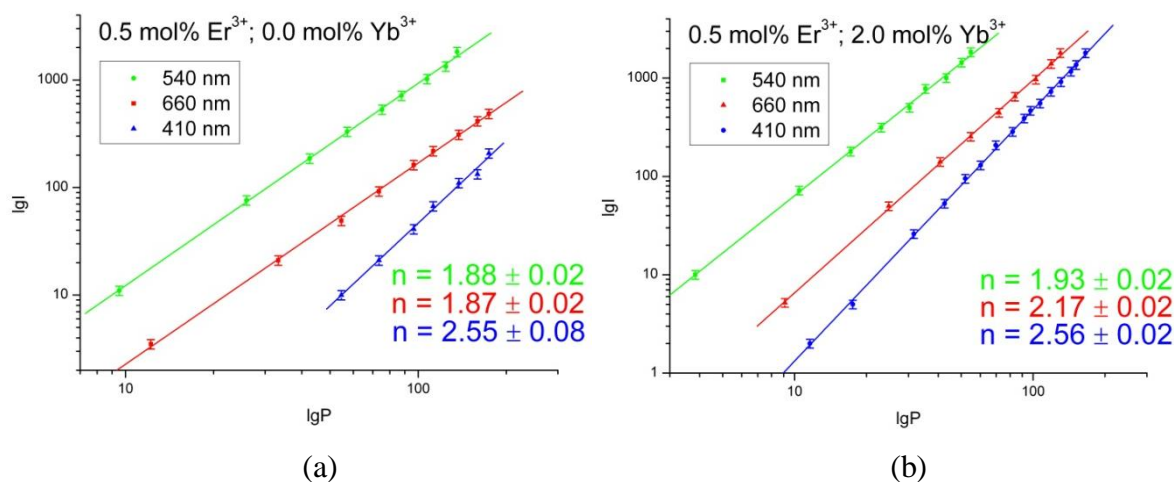 0.5 mol% Er³⁺; 0.0 mol% Yb³⁺
540 nm
660 nm
410 nm
1000
100
10
lgI
10
100
lgP
n = 1.88 ± 0.02
n = 1.87 ± 0.02
n = 2.55 ± 0.08
(a)
0.5 mol% Er³⁺; 2.0 mol% Yb³⁺
540 nm
660 nm
410 nm
1000
100
10
1
lgI
10
100
lgP
n = 1.93 ± 0.02
n = 2.17 ± 0.02
n = 2.56 ± 0.02
(b)